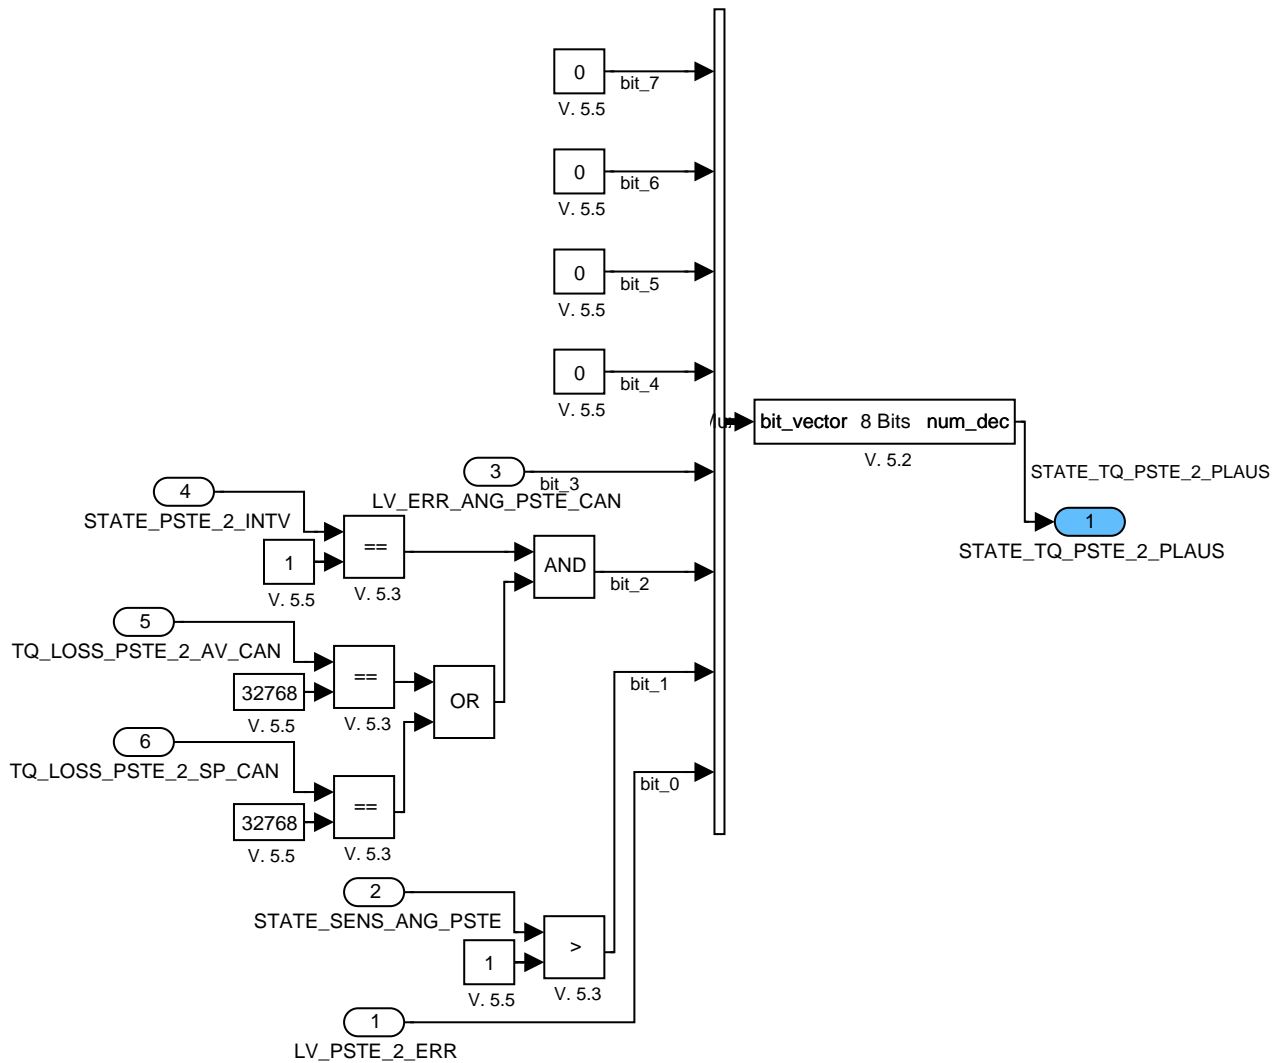 0
bit_7
V. 5.5
0
bit_6
V. 5.5
0
bit_5
V. 5.5
0
bit_4
V. 5.5
bit_vector 8 Bits num_dec
V. 5.2
STATE_TQ_PSTE_2_PLAUS
1
STATE_TQ_PSTE_2_PLAUS
3
bit_3
LV_ERR_ANG_PSTE_CAN
4
STATE_PSTE_2_INTV
1
V. 5.5
==
V. 5.3
AND
bit_2
5
TQ_LOSS_PSTE_2_AV_CAN
32768
V. 5.5
==
V. 5.3
OR
bit_1
6
TQ_LOSS_PSTE_2_SP_CAN
32768
V. 5.5
==
V. 5.3
bit_0
2
STATE_SENS_ANG_PSTE
1
V. 5.5
>
V. 5.3
1
LV_PSTE_2_ERR